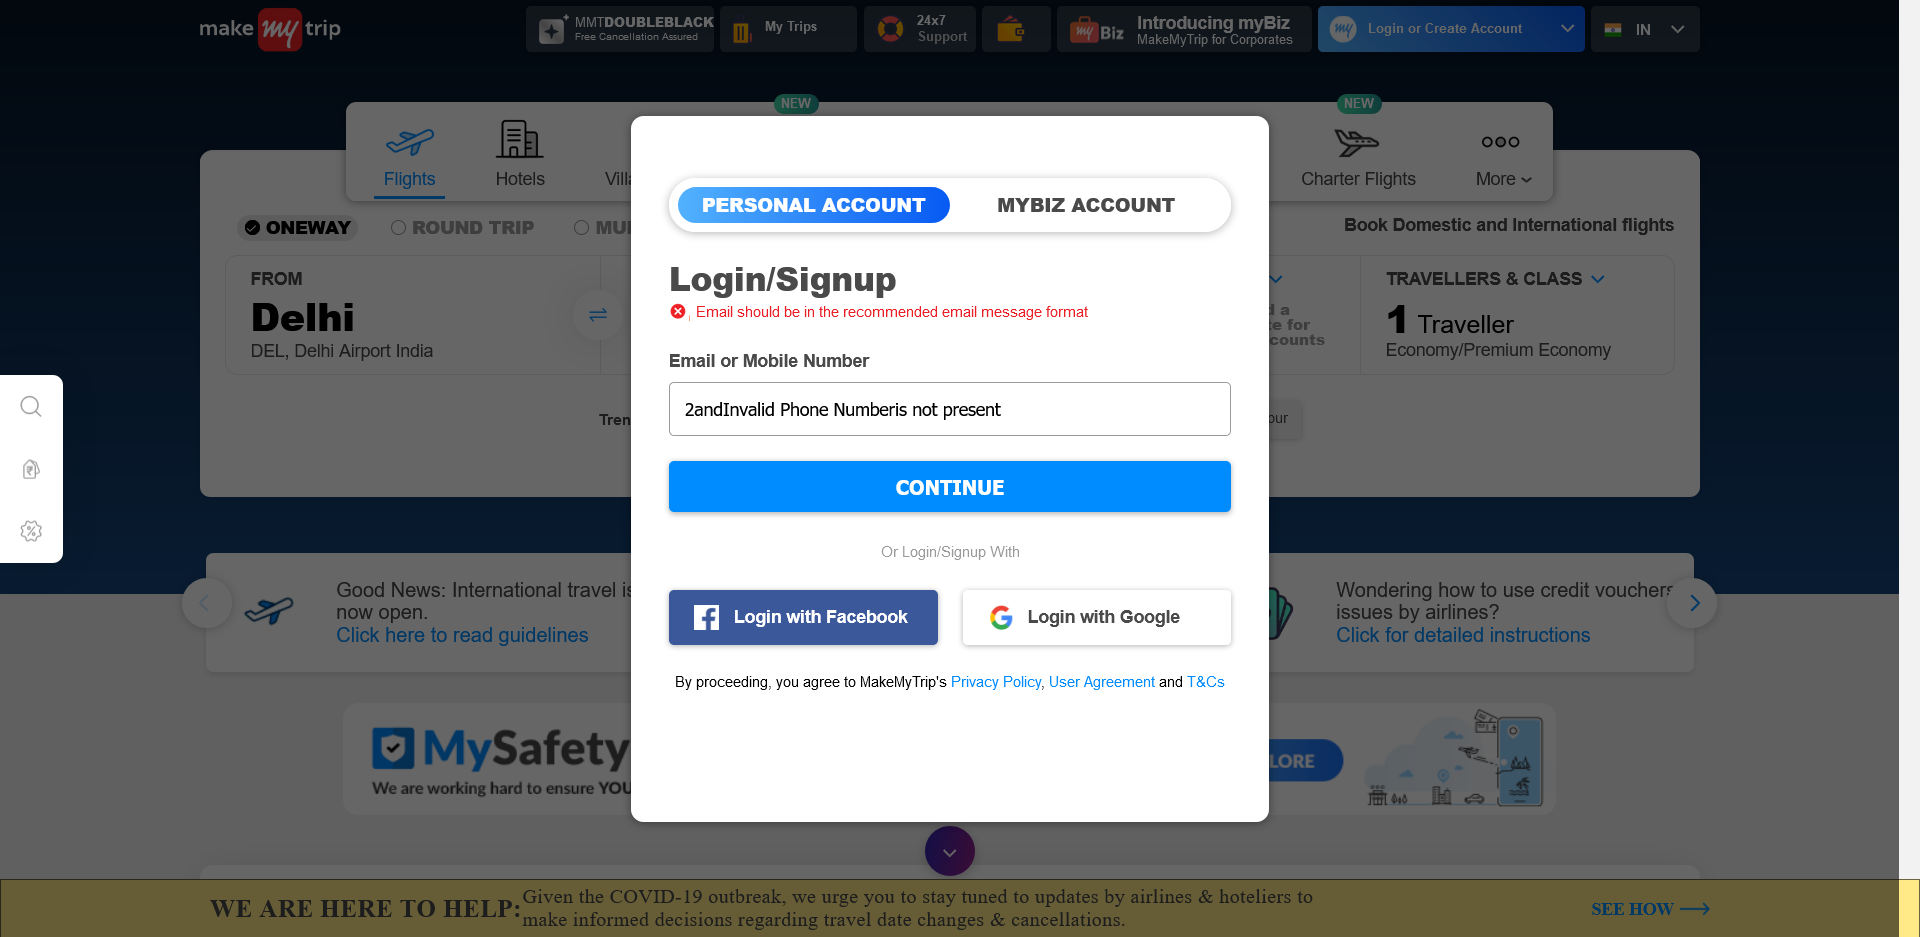 make my trip
MMTDOUBLEBLACK
Free Cancellation Assured
My Trips
24x7
Support
my Biz
Introducing myBiz
MakeMyTrip for Corporates
my
Login or Create Account
IN
NEW
NEW
Flights
Hotels
Charter Flights
More
ONEWAY
ROUND TRIP
Book Domestic and International flights
FROM
Delhi
DEL, Delhi Airport India
TRAVELLERS & CLASS
1 Traveller
Economy/Premium Economy
PERSONAL ACCOUNT
MYBIZ ACCOUNT
Login/Signup
Email should be in the recommended email message format
Email or Mobile Number
2andInvalid Phone Numberis not present
CONTINUE
Or Login/Signup With
Login with Facebook
Login with Google
By proceeding, you agree to MakeMyTrip's Privacy Policy, User Agreement and T&Cs
Good News: International travel is
now open.
Click here to read guidelines
Wondering how to use credit vouchers
issues by airlines?
Click for detailed instructions
MySafety
We are working hard to ensure YOU
WE ARE HERE TO HELP:
Given the COVID-19 outbreak, we urge you to stay tuned to updates by airlines & hoteliers to
make informed decisions regarding travel date changes & cancellations.
SEE HOW